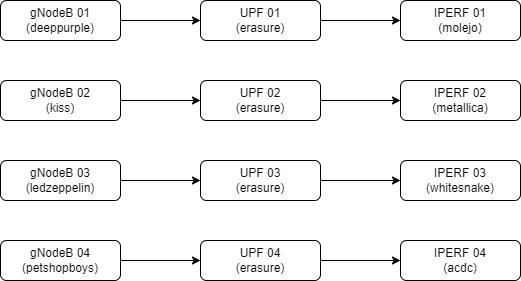 gNodeB 01
(deeppurple)
UPF 01
(erasure)
IPERF 01
(molejo)
gNodeB 02
(kiss)
UPF 02
(erasure)
IPERF 02
(metallica)
gNodeB 03
(ledzeppelin)
UPF 03
(erasure)
IPERF 03
(whitesnake)
gNodeB 04
(petshopboys)
UPF 04
(erasure)
IPERF 04
(acdc)